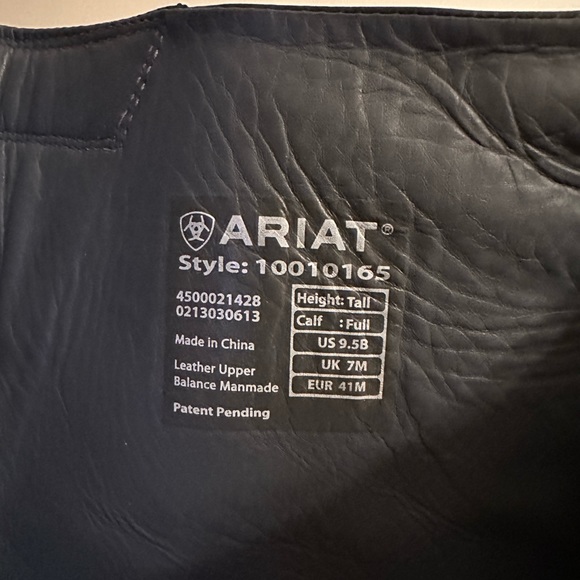 ARIAT®
Style: 10010165
4500021428
0213030613
Made in China
Leather Upper
Balance Manmade
Patent Pending
Height: Tall
Calf : Full
US 9.5B
UK 7M
EUR 41M